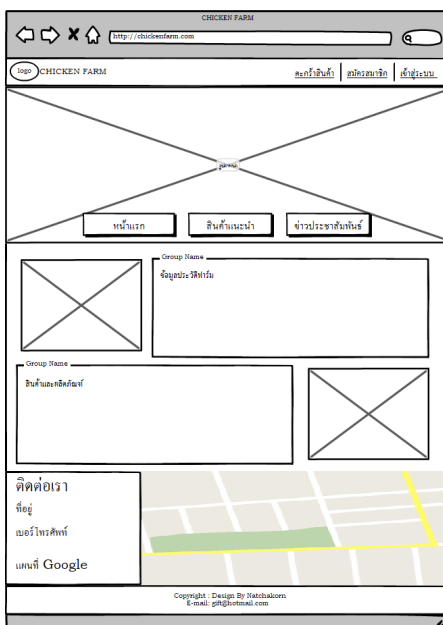 CHICKEN FARM
http://chickenfarm.com
logo CHICKEN FARM
ตะกร้าสินค้า สมัครสมาชิก เข้าสู่ระบบ
หน้าแรก สินค้าแนะนำ ข่าวประชาสัมพันธ์
Group Name
ข้อมูลประวัติฟาร์ม
Group Name
สินค้าและผลิตภัณฑ์
ติดต่อเรา
ที่อยู่
เบอร์โทรศัพท์
แผนที่ Google
Copyright : Design By Natchakorn
E-mail: gift@hotmail.com